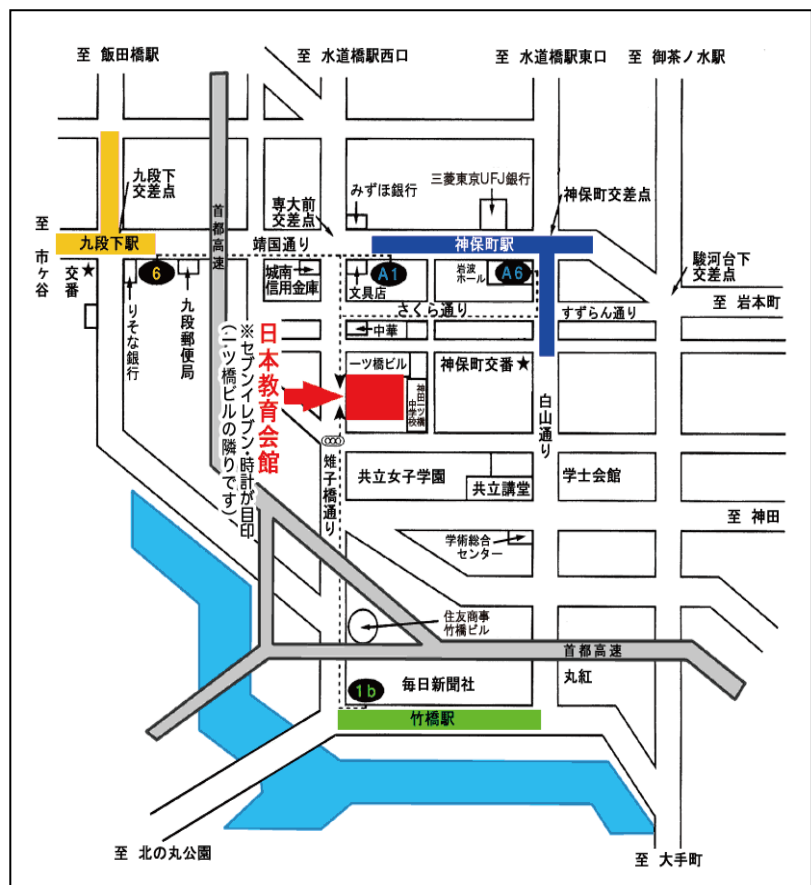 至 飯田橋駅
至 水道橋駅西口
至 水道橋駅東口
至 御茶ノ水駅
九段下
交差点
専大前
交差点
みずほ銀行
三菱東京UFJ銀行
神保町交差点
至
市ヶ谷
首都高速
九段下駅
靖国通り
神保町駅
駿河台下
交差点
交番★
6
城南
信用金庫
A1
文具店
岩波
ホール
A6
至 岩本町
りそな銀行
九段郵便局
さくら通り
すずらん通り
中華
日本教育会館
※セブンイレブン・時計が目印
(一ツ橋ビルの隣りです)
一ツ橋ビル
神保町交番★
神田一ツ橋
中学校
白山通り
雉子橋通り
共立女子学園
共立講堂
学士会館
至 神田
学術総合
センター
住友商事
竹橋ビル
首都高速
1b
毎日新聞社
丸紅
竹橋駅
至 北の丸公園
至 大手町